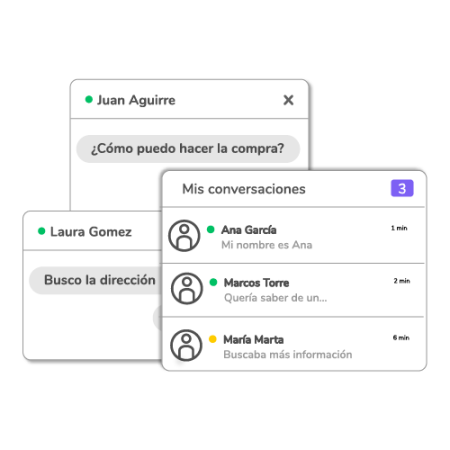 Juan Aguirre
¿Cómo puedo hacer la compra?
Mis conversaciones 3
Laura Gomez
Busco la dirección
Ana García 1 min
Mi nombre es Ana
Marcos Torre 2 min
Quería saber de un...
María Marta 6 min
Buscaba más información